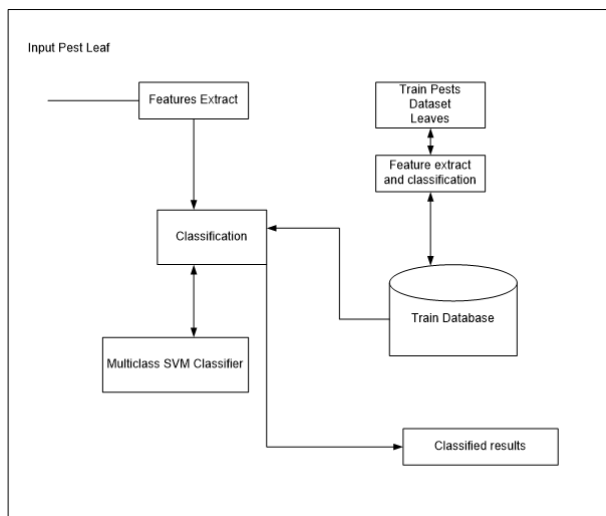 Input Pest Leaf
Features Extract
Train Pests
Dataset
Leaves
Feature extract
and classification
Classification
Train Database
Multiclass SVM Classifier
Classified results